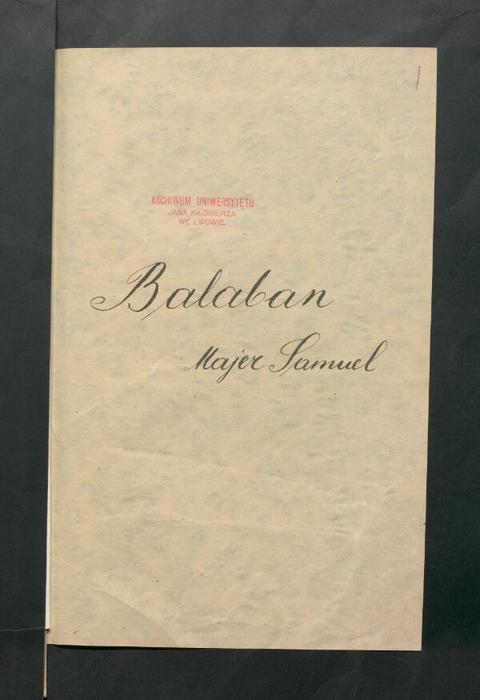 1
ARCHIWUM UNIWERSYTETU
JANA KAZIMIERZA
WE LWOWIE.
Balaban
Majer Samuel